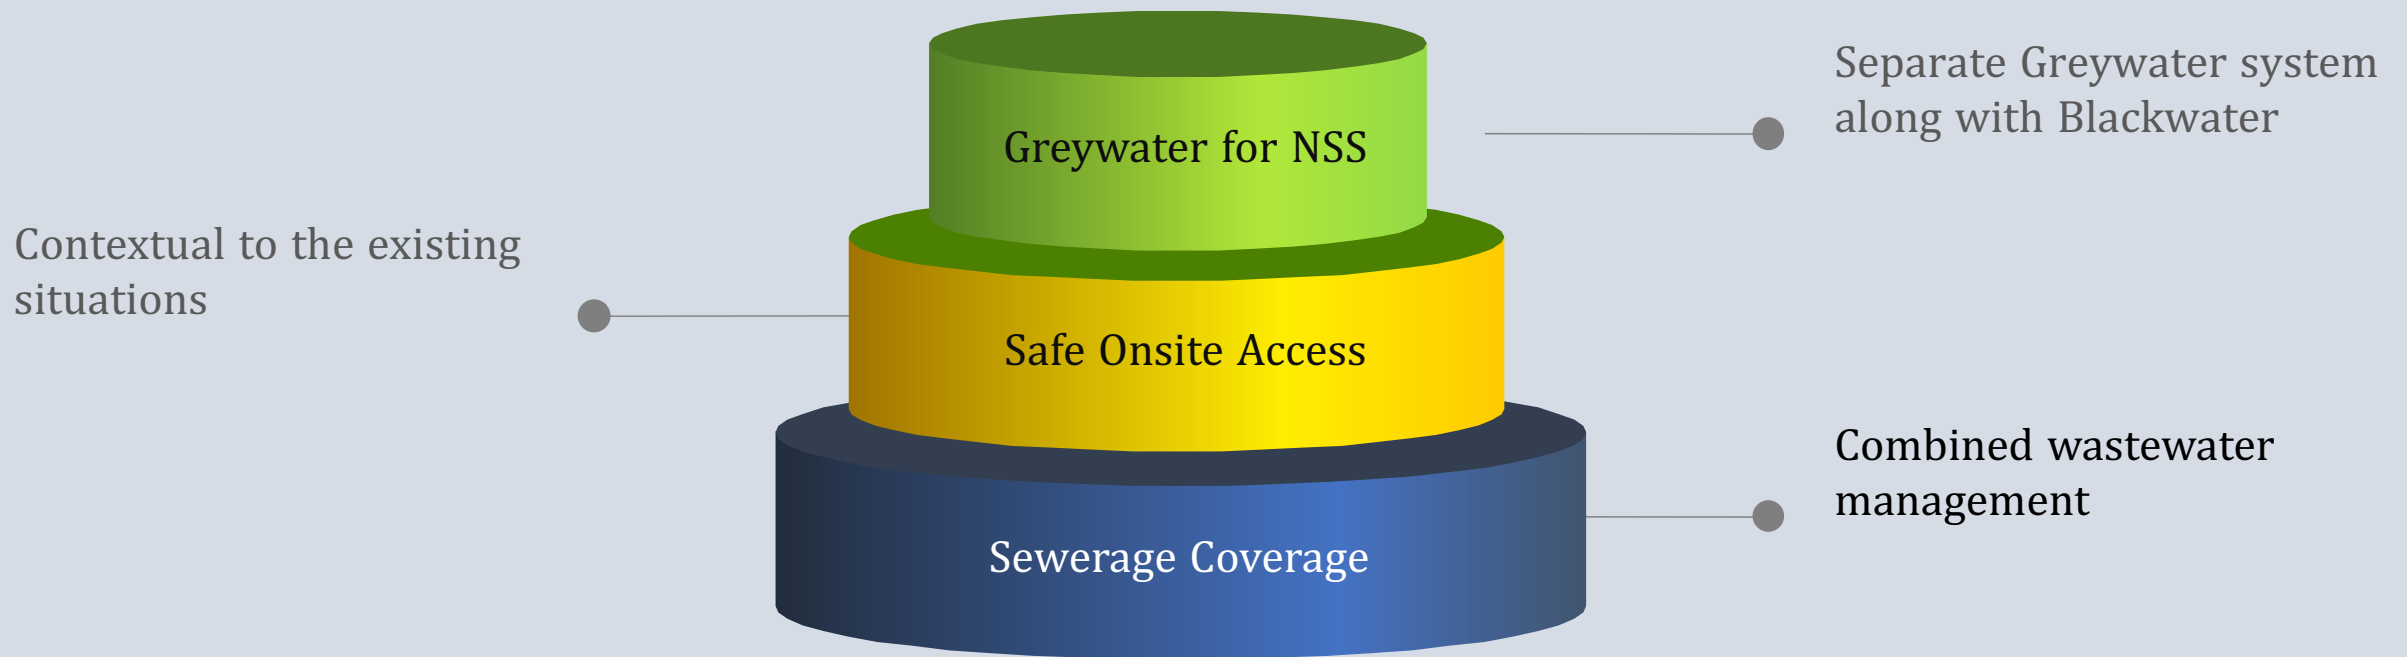 Separate Greywater system
along with Blackwater
Greywater for NSS
Contextual to the existing
situations
Safe Onsite Access
Combined wastewater
management
Sewerage Coverage